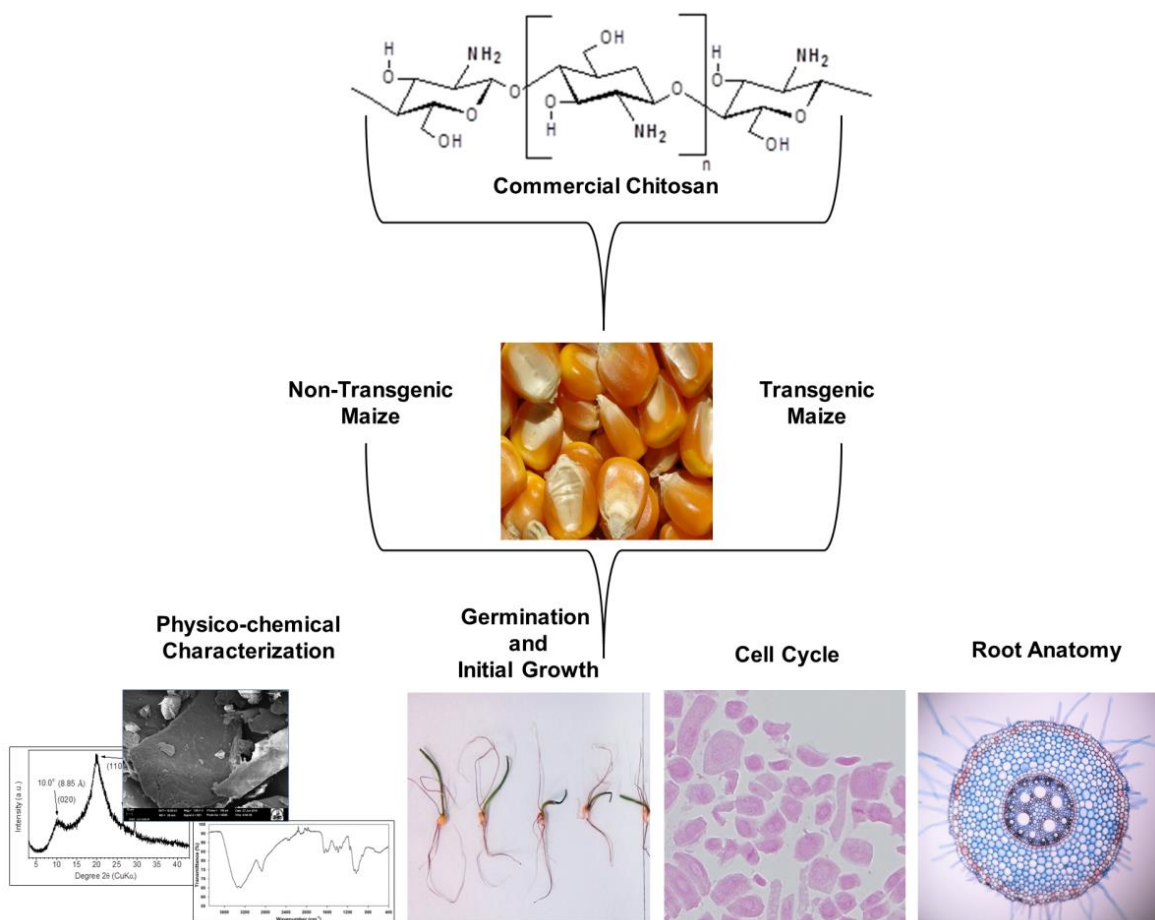 H
O
NH2
O
O
OH
OH
O
H
NH2
n
O
H
O
NH2
O
OH
Commercial Chitosan
Non-Transgenic
Maize
Transgenic
Maize
Physico-chemical
Characterization
Germination
and
Initial Growth
Cell Cycle
Root Anatomy
Intensity (a.u.)
10.0° (8.85 Å)
(020)
(110
5 10 15 20 25 30 35 40
Degree 2θ (CuKα)
Transmittance (%)